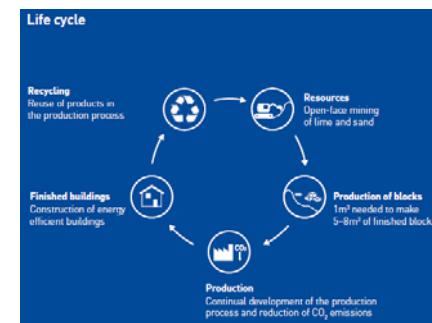 Life cycle
Recycling
Reuse of products in
the production process
Resources
Open-face mining
of lime and sand
Finished buildings
Construction of energy
efficient buildings
Production of blocks
1m³ needed to make
5-8m³ of finished block
CO₂
Production
Continual development of the production
process and reduction of CO₂ emissions